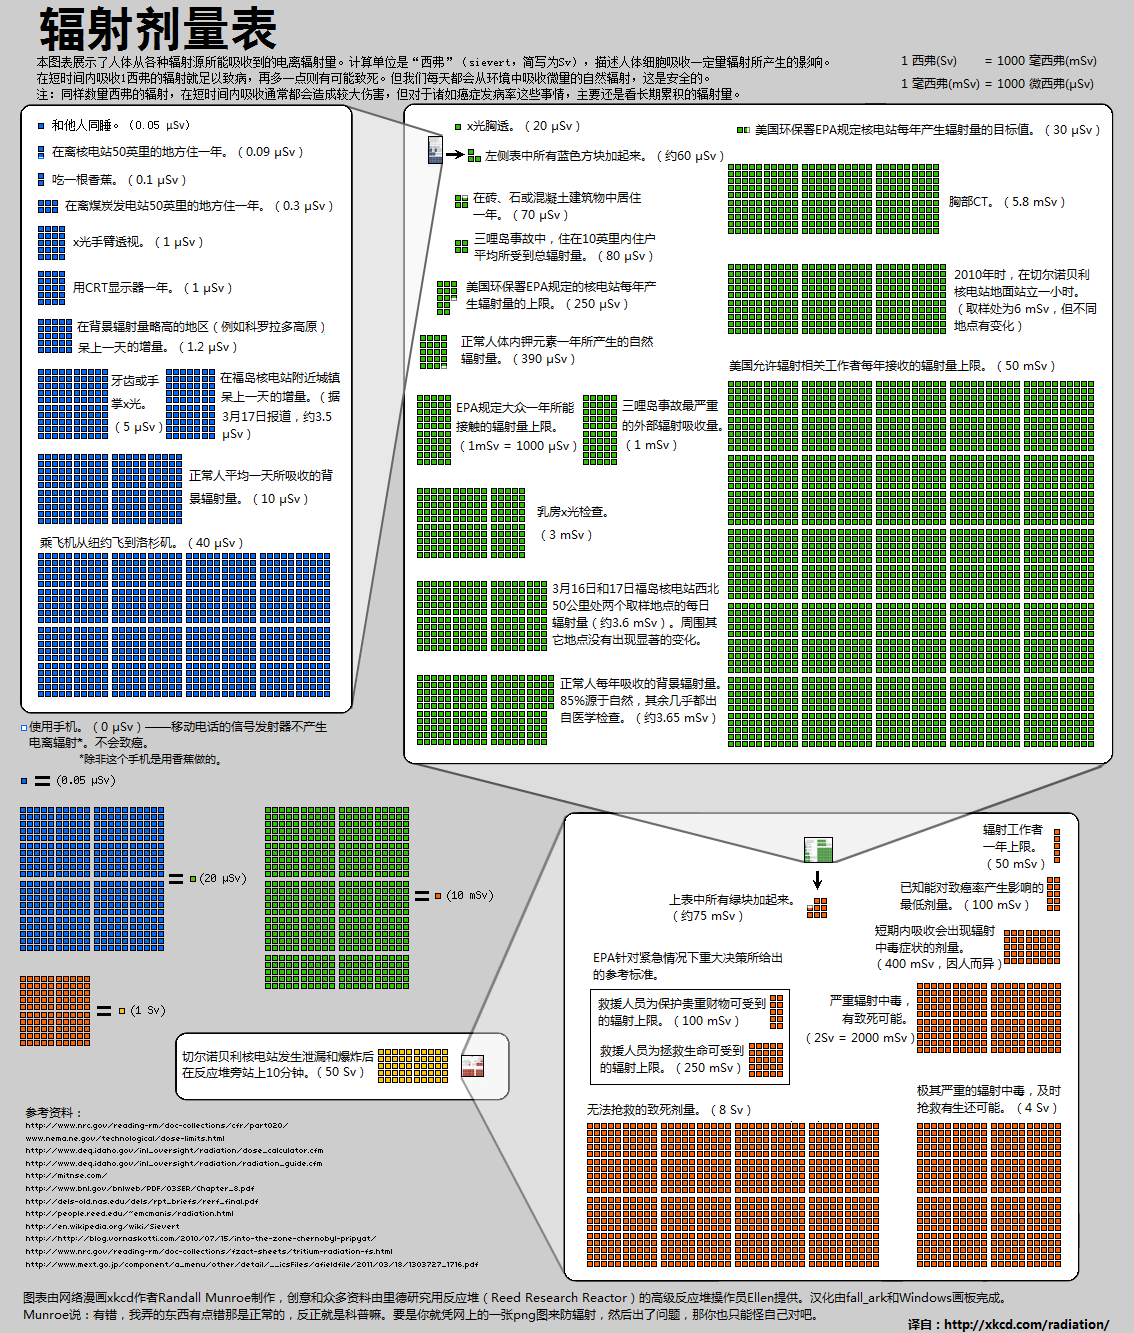 辐射剂量表
本图表展示了人体从各种辐射源所能吸收到的电离辐射量。计算单位是“西弗”（sievert，简写为Sv），描述人体细胞吸收一定量辐射所产生的影响。
在短时间内吸收1西弗的辐射就足以致病，再多一点则有可能致死。但我们每天都会从环境中吸收微量的自然辐射，这是安全的。
注：同样数量西弗的辐射，在短时间内吸收通常都会造成较大伤害，但对于诸如癌症发病率这些事情，主要还是看长期累积的辐射量。
1 西弗(Sv) = 1000 毫西弗(mSv)
1 毫西弗(mSv) = 1000 微西弗(μSv)
和他人同睡。（0.05 μSv）
在离核电站50英里的地方住一年。（0.09 μSv）
吃一根香蕉。（0.1 μSv）
在离煤炭发电站50英里的地方住一年。（0.3 μSv）
x光手臂透视。（1 μSv）
用CRT显示器一年。（1 μSv）
在背景辐射量略高的地区（例如科罗拉多高原）
呆上一天的增量。（1.2 μSv）
牙齿或手
掌x光。
（5 μSv）
在福岛核电站附近城镇
呆上一天的增量。（据
3月17日报道，约3.5
μSv）
正常人平均一天所吸收的背
景辐射量。（10 μSv）
乘飞机从纽约飞到洛杉矶。（40 μSv）
使用手机。（0 μSv）——移动电话的信号发射器不产生
电离辐射*。不会致癌。
*除非这个手机是用香蕉做的。
x光胸透。（20 μSv）
左侧表中所有蓝色方块加起来。（约60 μSv）
在砖、石或混凝土建筑物中居住
一年。（70 μSv）
三哩岛事故中，住在10英里内住户
平均所受到总辐射量。（80 μSv）
美国环保署EPA规定的核电站每年产
生辐射量的上限。（250 μSv）
正常人体内钾元素一年所产生的自然
辐射量。（390 μSv）
EPA规定大众一年所能
接触的辐射量上限。
（1mSv = 1000 μSv）
三哩岛事故最严重
的外部辐射吸收量。
（1 mSv）
乳房x光检查。
（3 mSv）
3月16日和17日福岛核电站西北
50公里处两个取样地点的每日
辐射量（约3.6 mSv）。周围其
它地点没有出现显著的变化。
正常人每年吸收的背景辐射量。
85%源于自然，其余几乎都出
自医学检查。（约3.65 mSv）
美国环保署EPA规定核电站每年产生辐射量的目标值。（30 μSv）
胸部CT。（5.8 mSv）
2010年时，在切尔诺贝利
核电站地面站立一小时。
（取样处为6 mSv，但不同
地点有变化）
美国允许辐射相关工作者每年接收的辐射量上限。（50 mSv）
= (0.05 μSv)
= (20 μSv)
= (10 mSv)
= (1 Sv)
辐射工作者
一年上限。
（50 mSv）
上表中所有绿块加起来。
（约75 mSv）
已知能对致癌率产生影响的
最低剂量。（100 mSv）
短期内吸收会出现辐射
中毒症状的剂量。
（400 mSv，因人而异）
EPA针对紧急情况下重大决策所给出
的参考标准。
救援人员为保护贵重财物可受到
的辐射上限。（100 mSv）
救援人员为拯救生命可受到
的辐射上限。（250 mSv）
严重辐射中毒，
有致死可能。
（2Sv = 2000 mSv）
无法抢救的致死剂量。（8 Sv）
极其严重的辐射中毒，及时
抢救有生还可能。（4 Sv）
切尔诺贝利核电站发生泄漏和爆炸后
在反应堆旁站上10分钟。（50 Sv）
参考资料：
http://www.nrc.gov/reading-rm/doc-collections/cfr/part020/
www.nema.ne.gov/technological/dose-limits.html
http://www.deq.idaho.gov/inl_oversight/radiation/dose_calculator.cfm
http://www.deq.idaho.gov/inl_oversight/radiation/radiation_guide.cfm
http://mitnse.com/
http://www.bnl.gov/bnlweb/PDF/03SER/Chapter_8.pdf
http://dels-old.nas.edu/dels/rpt_briefs/rerf_final.pdf
http://people.reed.edu/~emcmanis/radiation.html
http://en.wikipedia.org/wiki/Sievert
http://http://blog.vornaskotti.com/2010/07/15/into-the-zone-chernobyl-pripyat/
http://www.nrc.gov/reading-rm/doc-collections/fact-sheets/tritium-radiation-fs.html
http://www.mext.go.jp/component/a_menu/other/detail/__icsFiles/afieldfile/2011/03/18/1303727_1716.pdf
图表由网络漫画xkcd作者Randall Munroe制作，创意和众多资料由里德研究用反应堆（Reed Research Reactor）的高级反应堆操作员Ellen提供。汉化由fall_ark和Windows画板完成。
Munroe说：有错，我弄的东西有点错那是正常的，反正就是科普嘛。要是你就凭网上的一张png图来防辐射，然后出了问题，那你也只能怪自己对吧。
译自：http://xkcd.com/radiation/